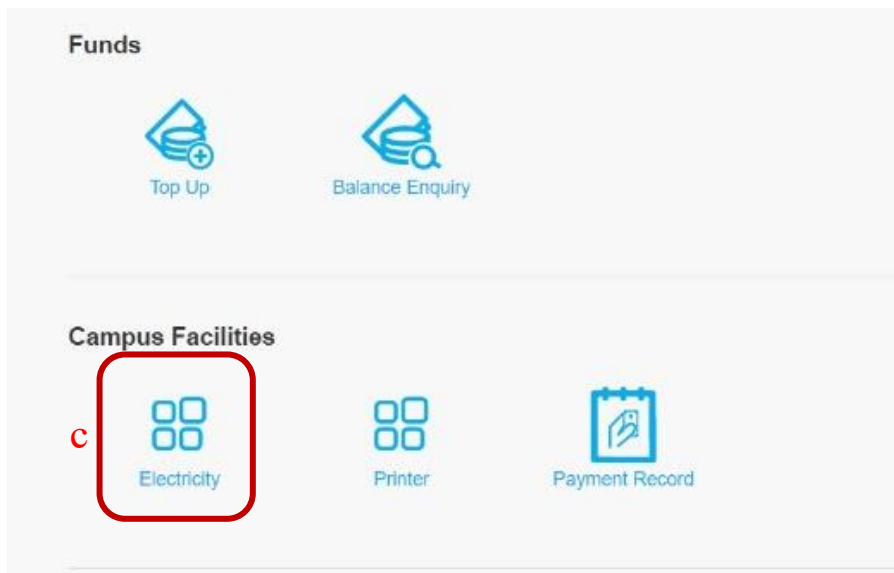 Funds
Top Up Balance Enquiry
Campus Facilities
c
Electricity Printer Payment Record